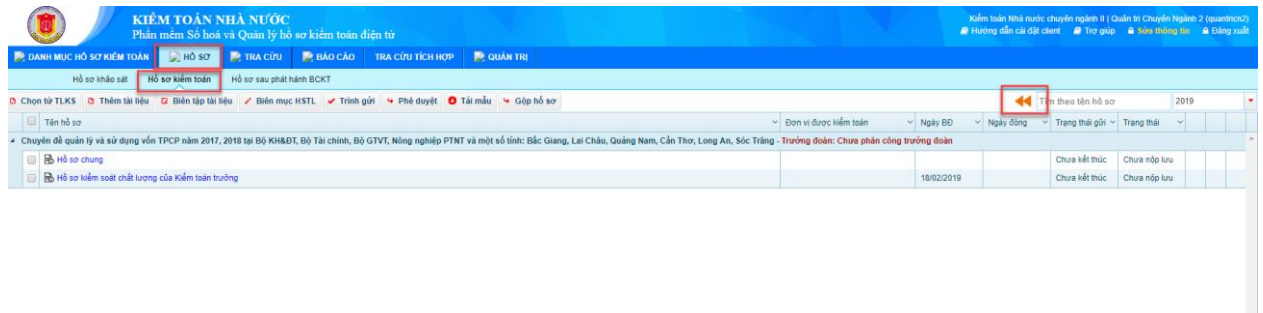 KIỂM TOÁN NHÀ NƯỚC
Phần mềm Số hoá và Quản lý hồ sơ kiểm toán điện tử
Kiểm toán Nhà nước chuyên ngành II | Quản trị Chuyên Ngành 2 (quantricn2)
Hướng dẫn cài đặt client Trợ giúp Sửa thông tin Đăng xuất
DANH MỤC HỒ SƠ KIỂM TOÁN HỒ SƠ TRA CỨU BÁO CÁO TRA CỨU TÍCH HỢP QUẢN TRỊ
Hồ sơ khảo sát Hồ sơ kiểm toán Hồ sơ sau phát hành BCKT
Chọn từ TLKS Thêm tài liệu Biên tập tài liệu Biên mục HSTL Trình gửi Phê duyệt Tải mẫu Gộp hồ sơ Tìm theo tên hồ sơ 2019
Tên hồ sơ Đơn vị được kiểm toán Ngày BĐ Ngày đóng Trạng thái gửi Trạng thái
Chuyên đề quản lý và sử dụng vốn TPCP năm 2017, 2018 tại Bộ KH&ĐT, Bộ Tài chính, Bộ GTVT, Nông nghiệp PTNT và một số tỉnh: Bắc Giang, Lai Châu, Quảng Nam, Cần Thơ, Long An, Sóc Trăng - Trưởng đoàn: Chưa phân công trưởng đoàn
Hồ sơ chung Chưa kết thúc Chưa nộp lưu
Hồ sơ kiểm soát chất lượng của Kiểm toán trưởng 18/02/2019 Chưa kết thúc Chưa nộp lưu